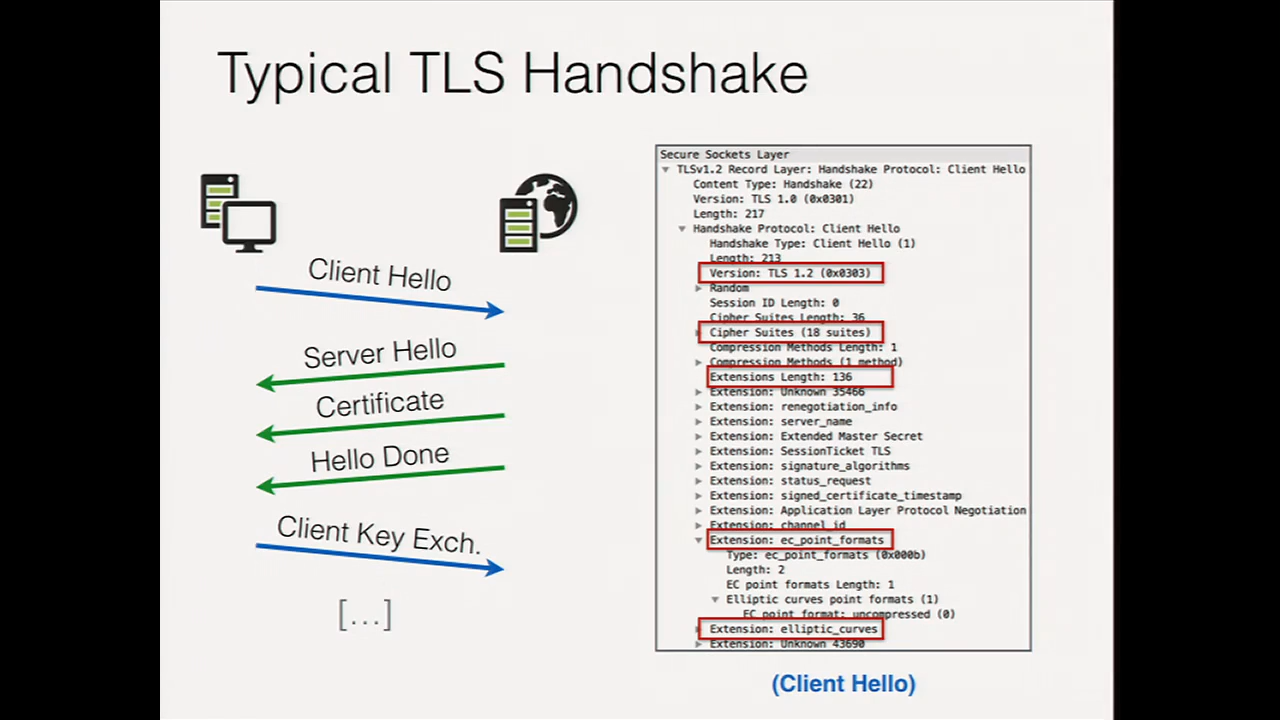 Typical TLS Handshake
Client Hello
Server Hello
Certificate
Hello Done
Client Key Exch.
[...]
Secure Sockets Layer
TLSv1.2 Record Layer: Handshake Protocol: Client Hello
Content Type: Handshake (22)
Version: TLS 1.0 (0x0301)
Length: 217
Handshake Protocol: Client Hello
Handshake Type: Client Hello (1)
Length: 213
Version: TLS 1.2 (0x0303)
Random
Session ID Length: 0
Cipher Suites Length: 36
Cipher Suites (18 suites)
Compression Methods Length: 1
Compression Methods (1 method)
Extensions Length: 136
Extension: Unknown 35466
Extension: renegotiation_info
Extension: server_name
Extension: Extended Master Secret
Extension: SessionTicket TLS
Extension: signature_algorithms
Extension: status_request
Extension: signed_certificate_timestamp
Extension: Application Layer Protocol Negotiation
Extension: channel_id
Extension: ec_point_formats
Type: ec_point_formats (0x000b)
Length: 2
EC point formats Length: 1
Elliptic curves point formats (1)
EC point format: uncompressed (0)
Extension: elliptic_curves
Extension: Unknown 43690
(Client Hello)